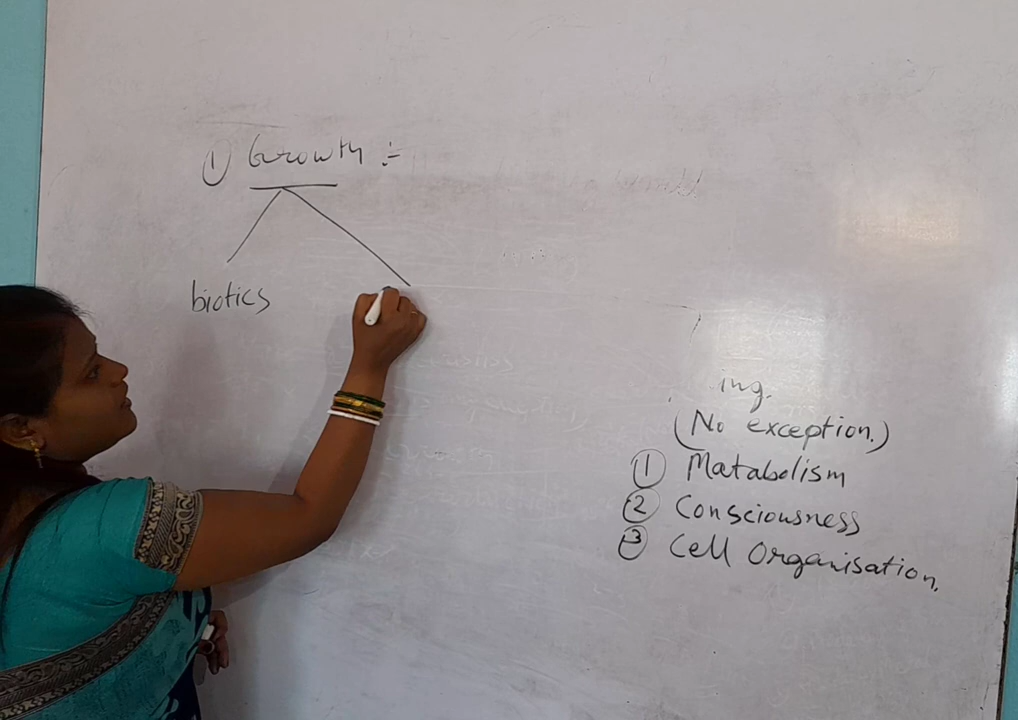 ① Growth :-
biotics
ing.
(No exception.)
① Matabolism
② Consciousness
③ Cell Organisation.